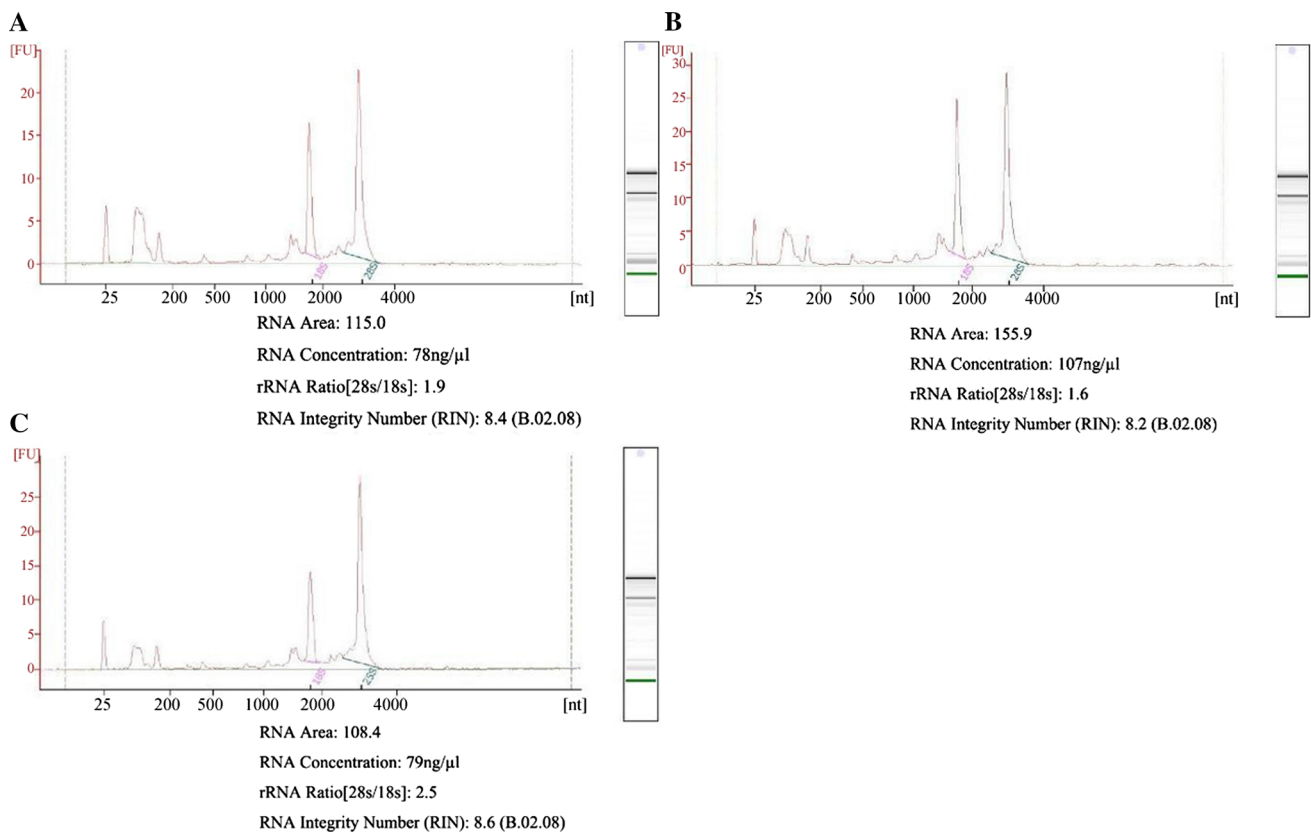 A
[FU]
20
15
10
5
0
18S
28S
25 200 500 1000 2000 4000 [nt]
RNA Area: 115.0
RNA Concentration: 78ng/µl
rRNA Ratio[28s/18s]: 1.9
RNA Integrity Number (RIN): 8.4 (B.02.08)
B
[FU]
30
25
20
15
10
5
0
18S
28S
25 200 500 1000 2000 4000 [nt]
RNA Area: 155.9
RNA Concentration: 107ng/µl
rRNA Ratio[28s/18s]: 1.6
RNA Integrity Number (RIN): 8.2 (B.02.08)
C
[FU]
25
20
15
10
5
0
18S
25S
25 200 500 1000 2000 4000 [nt]
RNA Area: 108.4
RNA Concentration: 79ng/µl
rRNA Ratio[28s/18s]: 2.5
RNA Integrity Number (RIN): 8.6 (B.02.08)